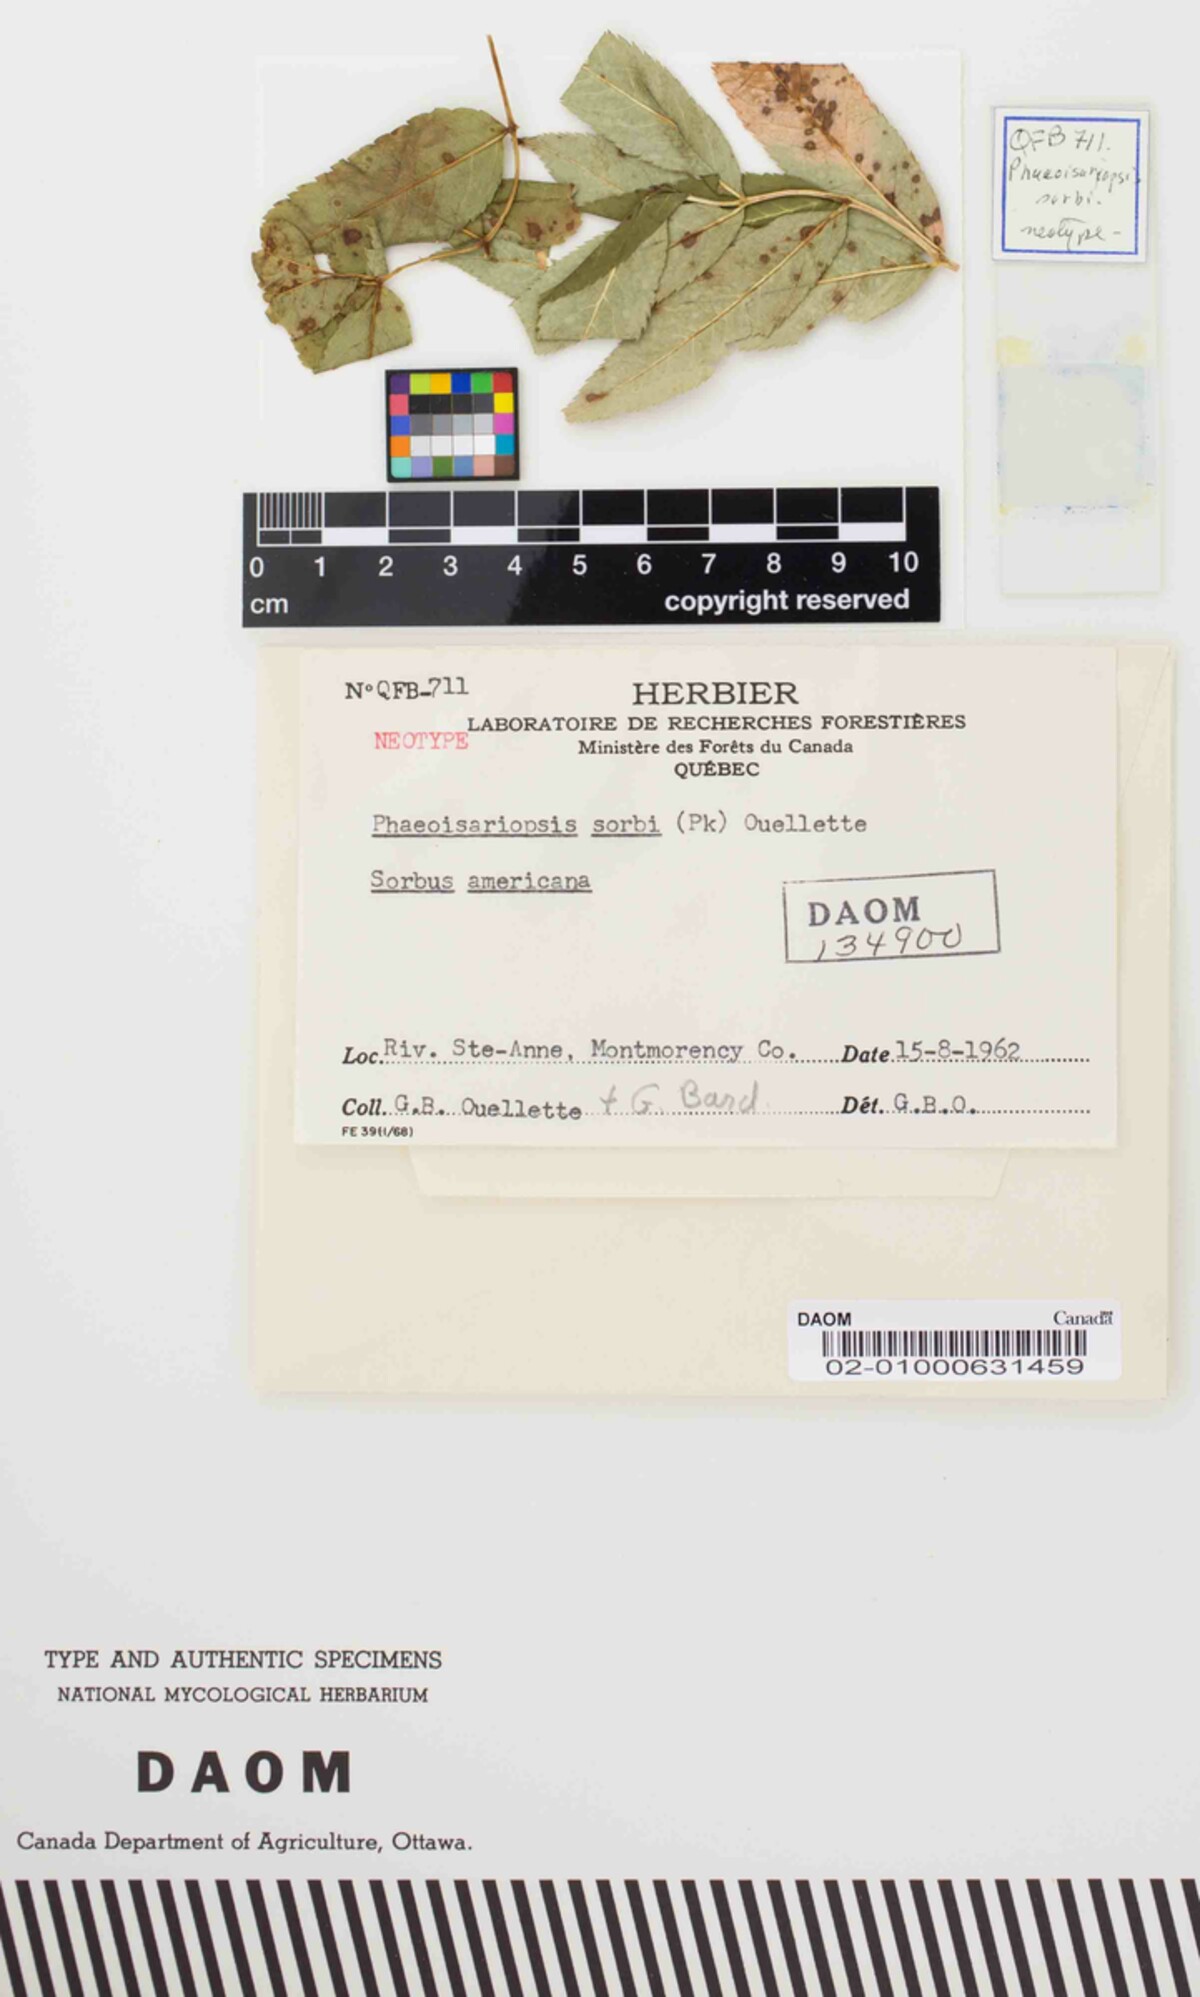 QFB 711.
Phaeoisariopsis
sorbi.
neotype-
0 1 2 3 4 5 6 7 8 9 10
cm
copyright reserved
Nº QFB-711
HERBIER
LABORATOIRE DE RECHERCHES FORESTIÈRES
NEOTYPE
Ministère des Forêts du Canada
QUÉBEC
Phaeoisariopsis sorbi (Pk) Ouellette
Sorbus americana
DAOM
134900
Loc. Riv. Ste-Anne, Montmorency Co. Date 15-8-1962
Coll. G.B. Ouellette + G. Bard Dét. G.B.O.
FE 39(1/68)
DAOM Canada
02-01000631459
TYPE AND AUTHENTIC SPECIMENS
NATIONAL MYCOLOGICAL HERBARIUM
DAOM
Canada Department of Agriculture, Ottawa.